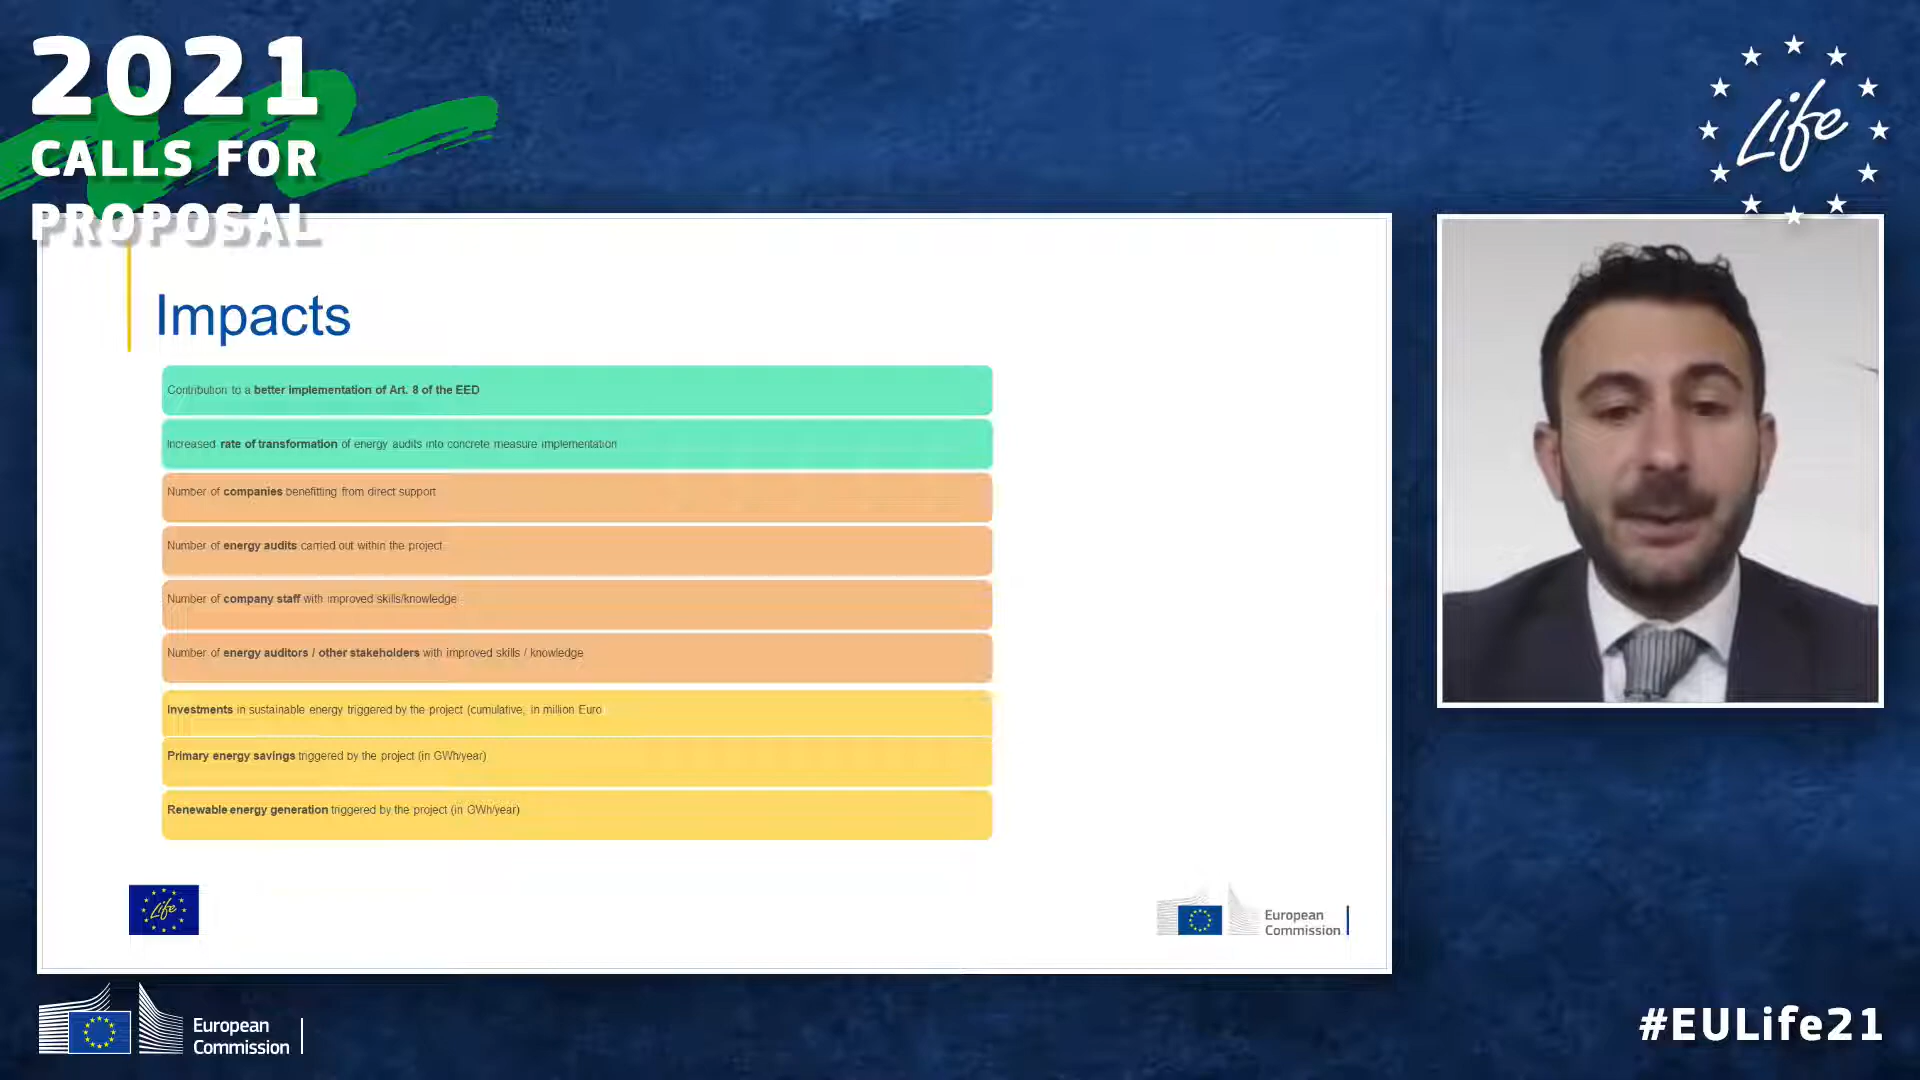 2021
CALLS FOR
PROPOSAL
Life
Impacts
Contribution to a better implementation of Art. 8 of the EED
Increased rate of transformation of energy audits into concrete measure implementation
Number of companies benefitting from direct support
Number of energy audits carried out within the project
Number of company staff with improved skills/knowledge
Number of energy auditors / other stakeholders with improved skills / knowledge
Investments in sustainable energy triggered by the project (cumulative, in million Euro
Primary energy savings triggered by the project (in GWh/year)
Renewable energy generation triggered by the project (in GWh/year)
Life
European
Commission
European
Commission
#EULife21